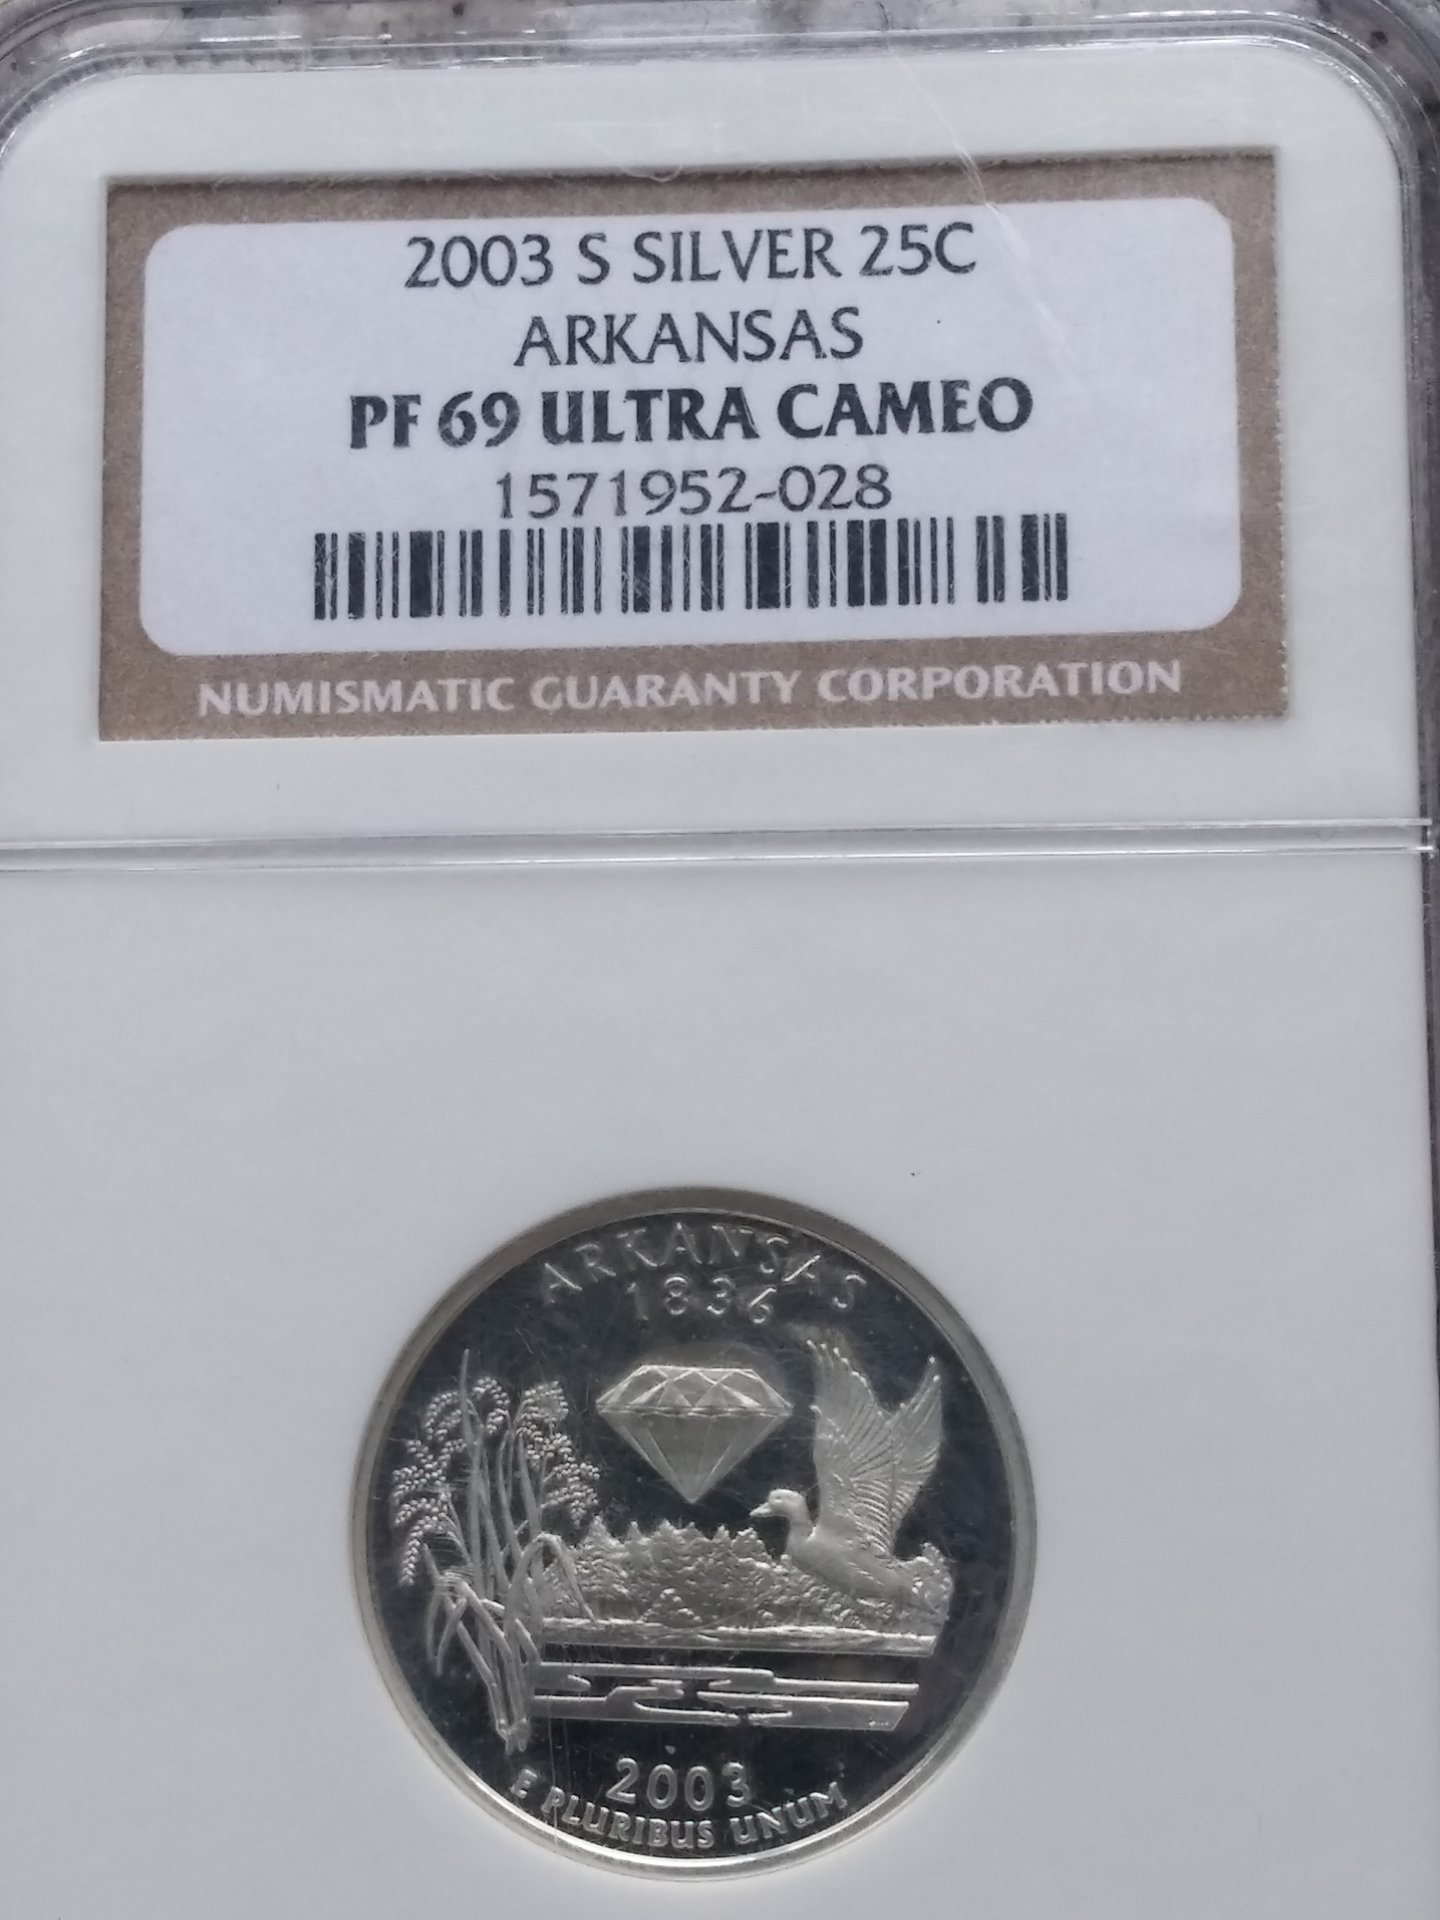 2003 S SILVER 25C
ARKANSAS
PF 69 ULTRA CAMEO
1571952-028
NUMISMATIC GUARANTY CORPORATION
ARKANSAS
1836
2003
E PLURIBUS UNUM